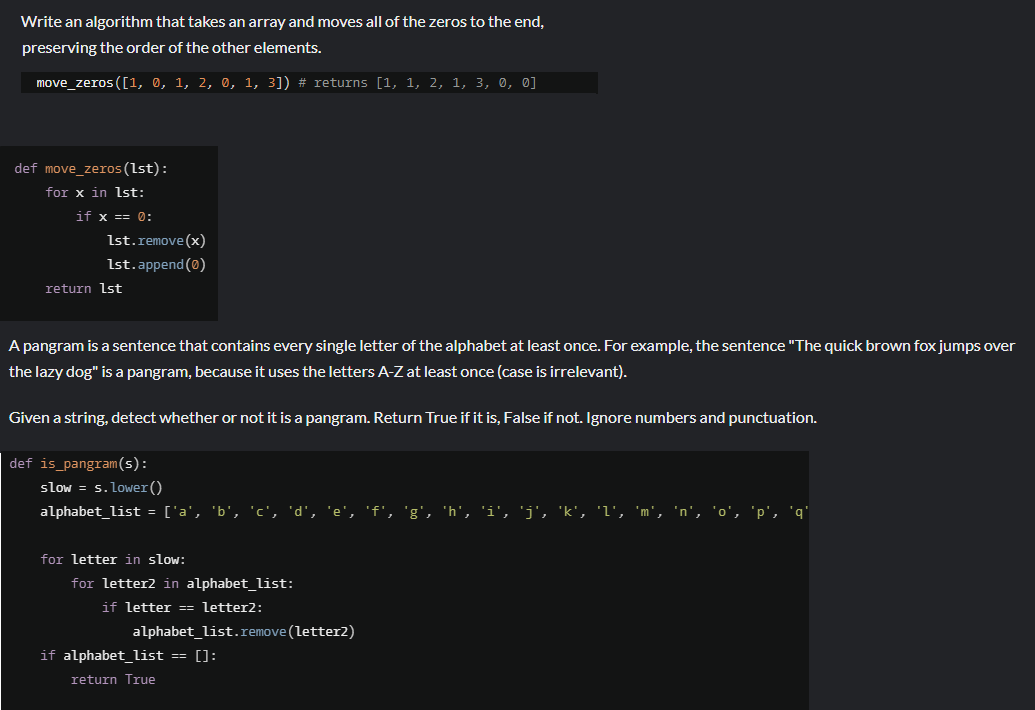 Write an algorithm that takes an array and moves all of the zeros to the end,
preserving the order of the other elements.
move_zeros([1, 0, 1, 2, 0, 1, 3]) # returns [1, 1, 2, 1, 3, 0, 0]
def move_zeros(lst):
    for x in lst:
        if x == 0:
            lst.remove(x)
            lst.append(0)
    return lst
A pangram is a sentence that contains every single letter of the alphabet at least once. For example, the sentence "The quick brown fox jumps over
the lazy dog" is a pangram, because it uses the letters A-Z at least once (case is irrelevant).
Given a string, detect whether or not it is a pangram. Return True if it is, False if not. Ignore numbers and punctuation.
def is_pangram(s):
    slow = s.lower()
    alphabet_list = ['a', 'b', 'c', 'd', 'e', 'f', 'g', 'h', 'i', 'j', 'k', 'l', 'm', 'n', 'o', 'p', 'q'
    for letter in slow:
        for letter2 in alphabet_list:
            if letter == letter2:
                alphabet_list.remove(letter2)
    if alphabet_list == []:
        return True